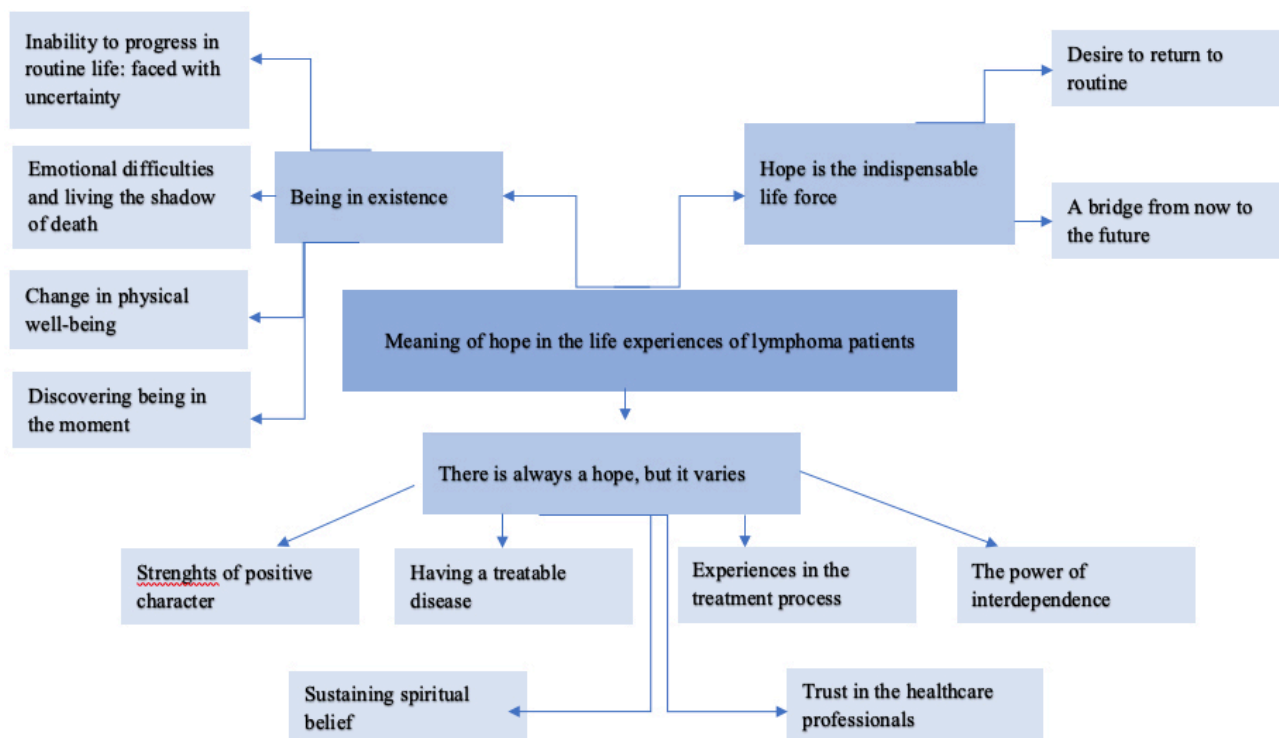 Inability to progress in
routine life: faced with
uncertainty
Emotional difficulties
and living the shadow
of death
Change in physical
well-being
Discovering being in
the moment
Being in existence
Hope is the indispensable
life force
Desire to return to
routine
A bridge from now to
the future
Meaning of hope in the life experiences of lymphoma patients
There is always a hope, but it varies
Strenghts of positive
character
Having a treatable
disease
Experiences in the
treatment process
The power of
interdependence
Sustaining spiritual
belief
Trust in the healthcare
professionals